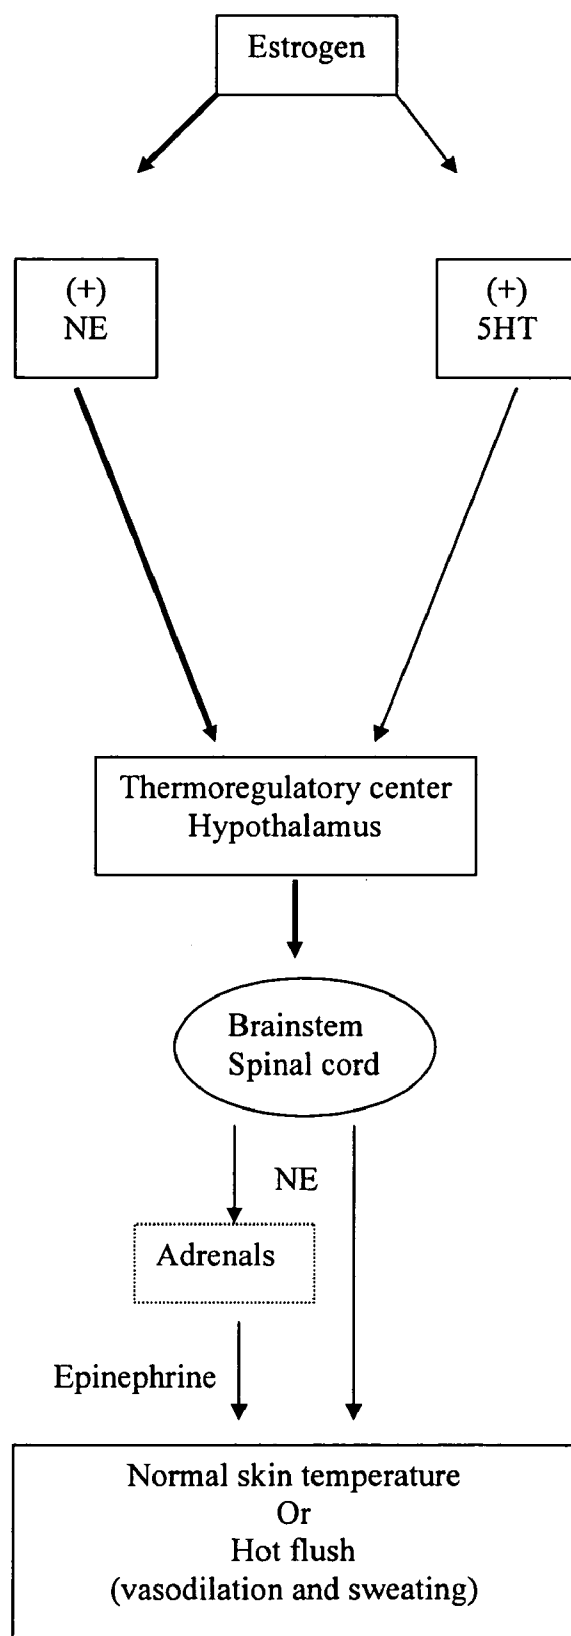 Estrogen
(+)
NE
(+)
5HT
Thermoregulatory center
Hypothalamus
Brainstem
Spinal cord
NE
Adrenals
Epinephrine
Normal skin temperature
Or
Hot flush
(vasodilation and sweating)